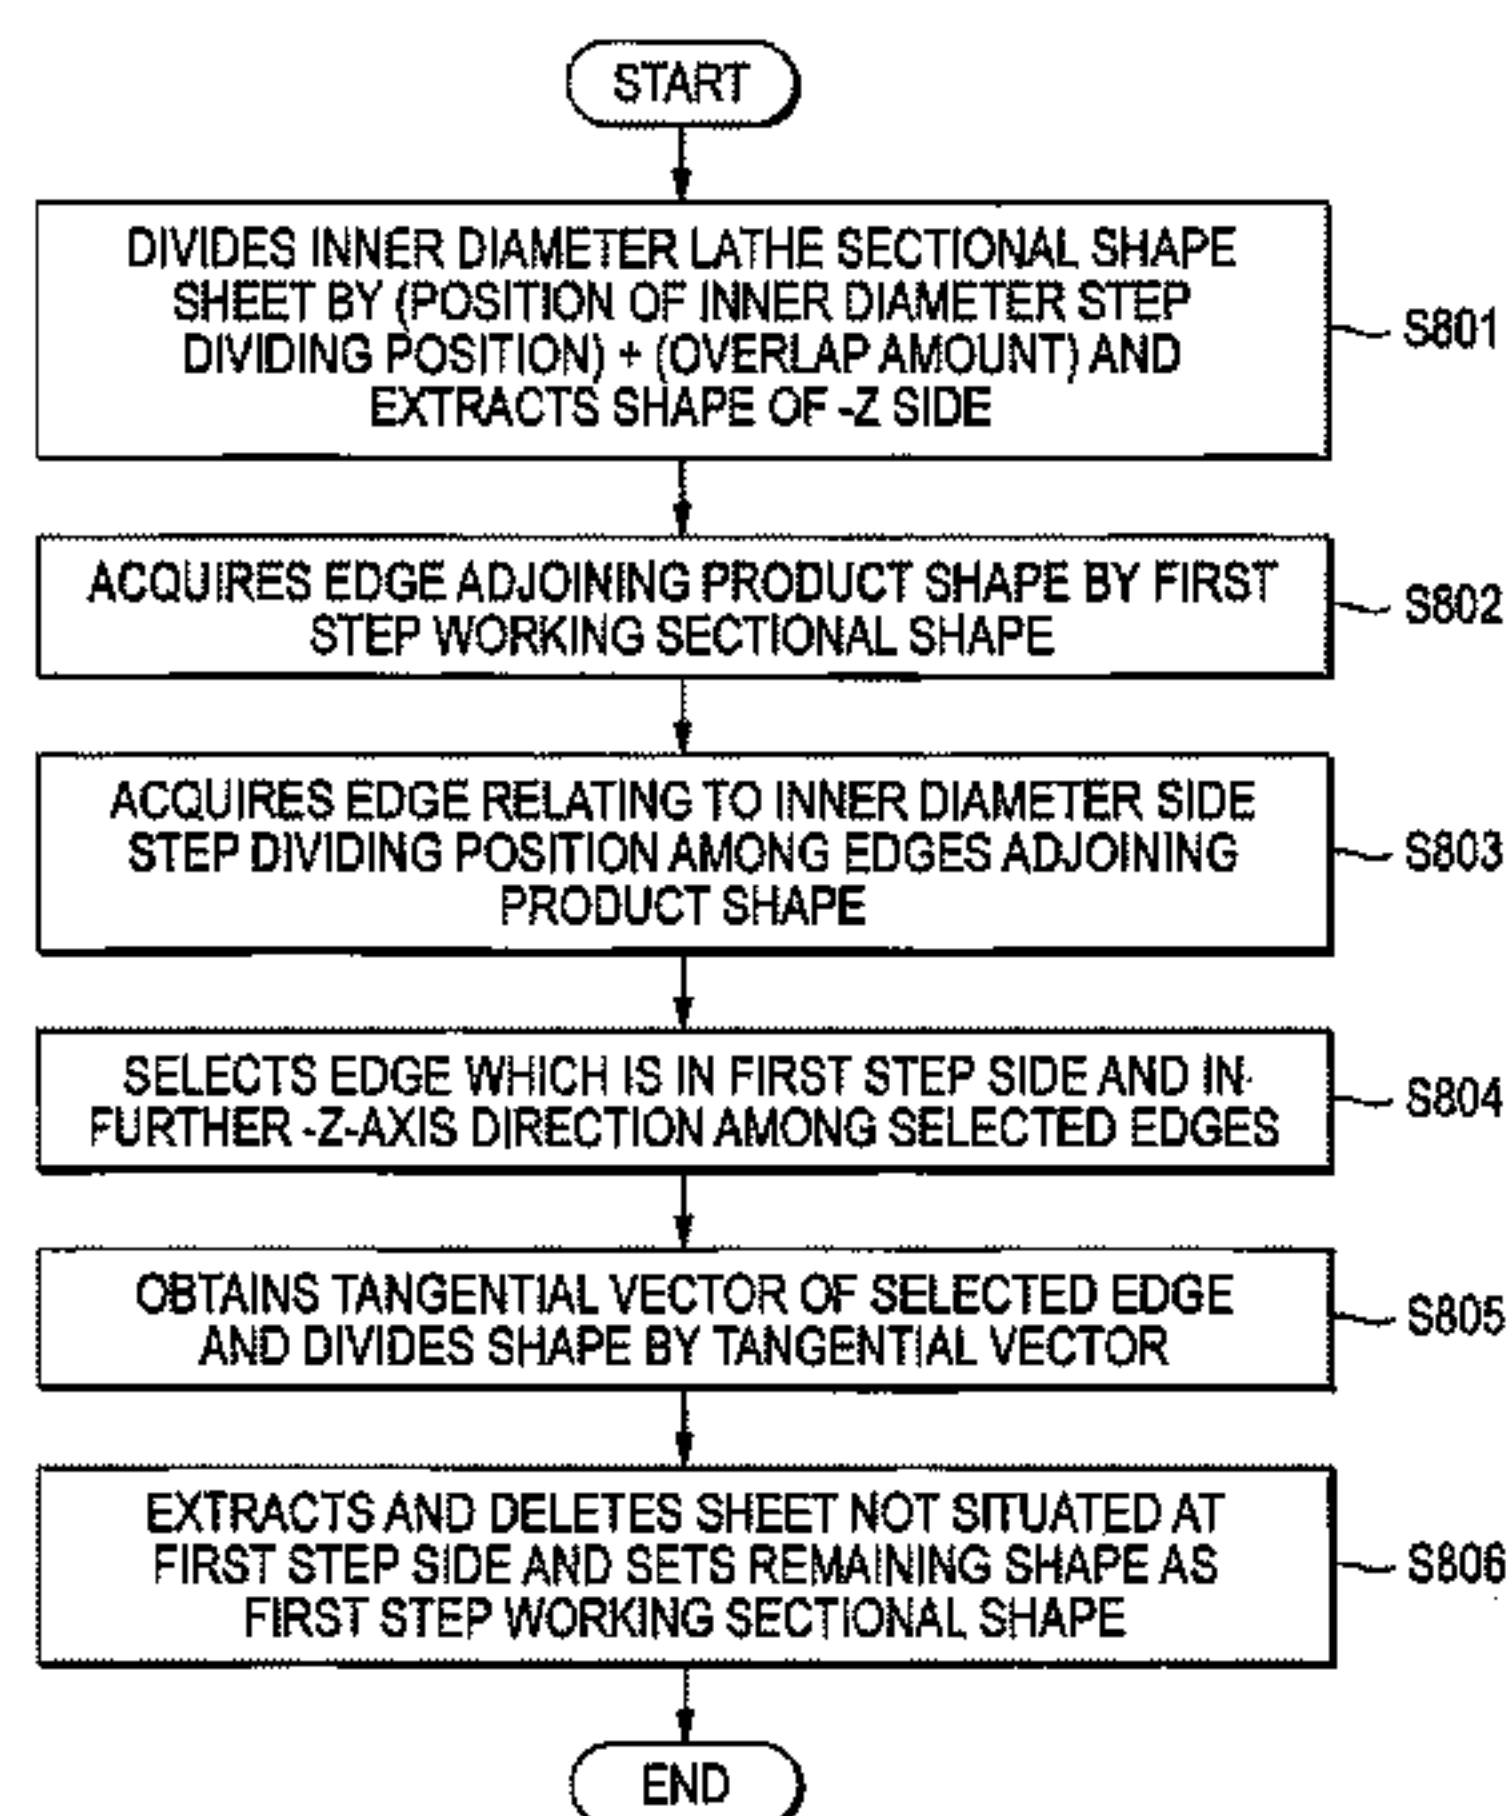 START
DIVIDES INNER DIAMETER LATHE SECTIONAL SHAPE
SHEET BY (POSITION OF INNER DIAMETER STEP
DIVIDING POSITION) + (OVERLAP AMOUNT) AND
EXTRACTS SHAPE OF -Z SIDE
S801
ACQUIRES EDGE ADJOINING PRODUCT SHAPE BY FIRST
STEP WORKING SECTIONAL SHAPE
S802
ACQUIRES EDGE RELATING TO INNER DIAMETER SIDE
STEP DIVIDING POSITION AMONG EDGES ADJOINING
PRODUCT SHAPE
S803
SELECTS EDGE WHICH IS IN FIRST STEP SIDE AND IN
FURTHER -Z-AXIS DIRECTION AMONG SELECTED EDGES
S804
OBTAINS TANGENTIAL VECTOR OF SELECTED EDGE
AND DIVIDES SHAPE BY TANGENTIAL VECTOR
S805
EXTRACTS AND DELETES SHEET NOT SITUATED AT
FIRST STEP SIDE AND SETS REMAINING SHAPE AS
FIRST STEP WORKING SECTIONAL SHAPE
S806
END